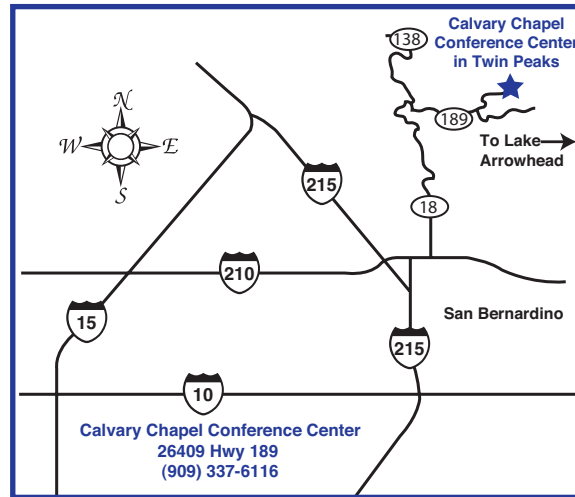 138
Calvary Chapel
Conference Center
in Twin Peaks
189
To Lake
Arrowhead
N
W
E
S
215
18
210
15
San Bernardino
215
10
Calvary Chapel Conference Center
26409 Hwy 189
(909) 337-6116